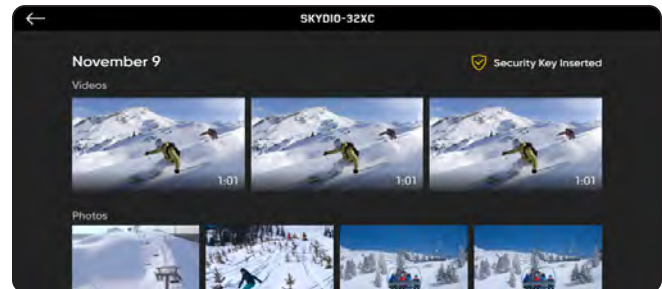 SKYDIO-32XC
November 9
Security Key Inserted
Videos
1:01
1:01
1:01
Photos